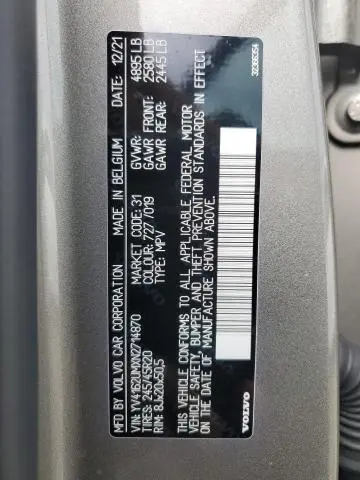 MFD BY: VOLVO CAR CORPORATION MADE IN BELGIUM DATE: 12/21
VIN: YV4162UMXN2714870 MARKET CODE: 31 GVWR: 4895 LB
TIRES: 245/45R20 COLOUR: 727/019 GAWR FRONT: 2580 LB
RIM: 8Jx20x50,5 TYPE: MPV GAWR REAR: 2445 LB
THIS VEHICLE CONFORMS TO ALL APPLICABLE FEDERAL MOTOR
VEHICLE SAFETY, BUMPER AND THEFT PREVENTION STANDARDS IN EFFECT
ON THE DATE OF MANUFACTURE SHOWN ABOVE.
VOLVO
32366354